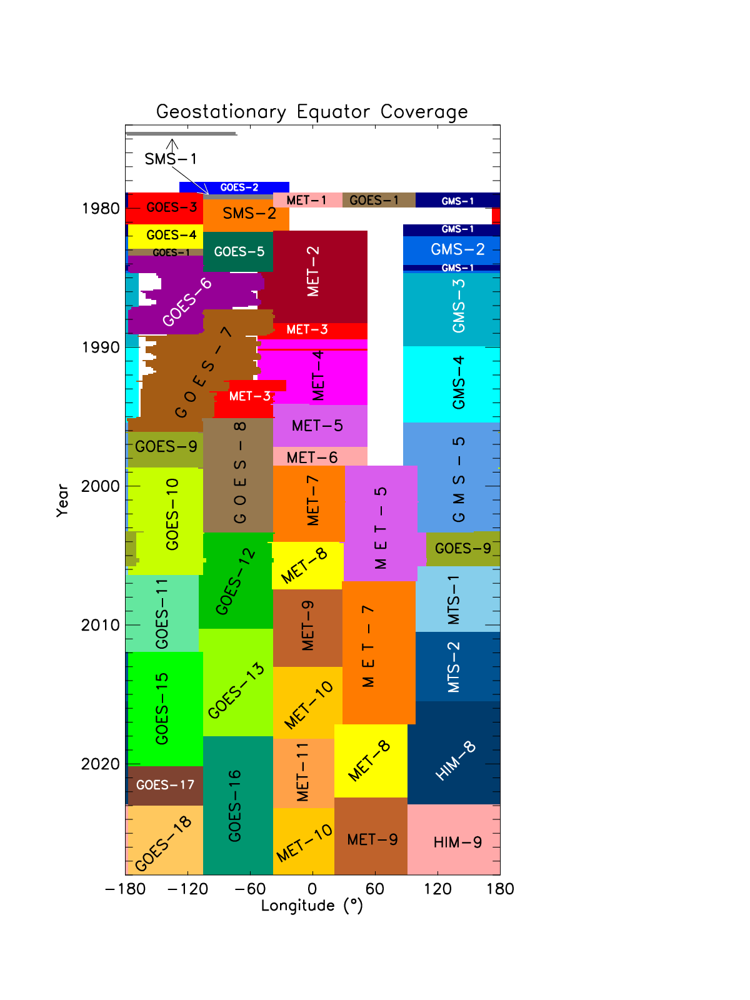 Geostationary Equator Coverage
SMS-1
GOES-2
GOES-3
SMS-2
MET-1
GOES-1
GMS-1
1980
GOES-4
GOES-1
GOES-5
MET-2
GMS-1
GMS-2
GMS-1
GOES-6
GMS-3
GOES-7
MET-3
1990
MET-4
GMS-4
MET-3
MET-5
GOES-9
GOES-8
MET-6
GMS-5
2000
GOES-10
MET-7
MET-5
GOES-9
GOES-12
MET-8
GOES-11
MET-9
MET-7
MTS-1
2010
MTS-2
GOES-15
GOES-13
MET-10
MET-8
HIM-8
2020
GOES-17
GOES-16
MET-11
GOES-18
MET-10
MET-9
HIM-9
Year
-180
-120
-60
0
60
120
180
Longitude (°)